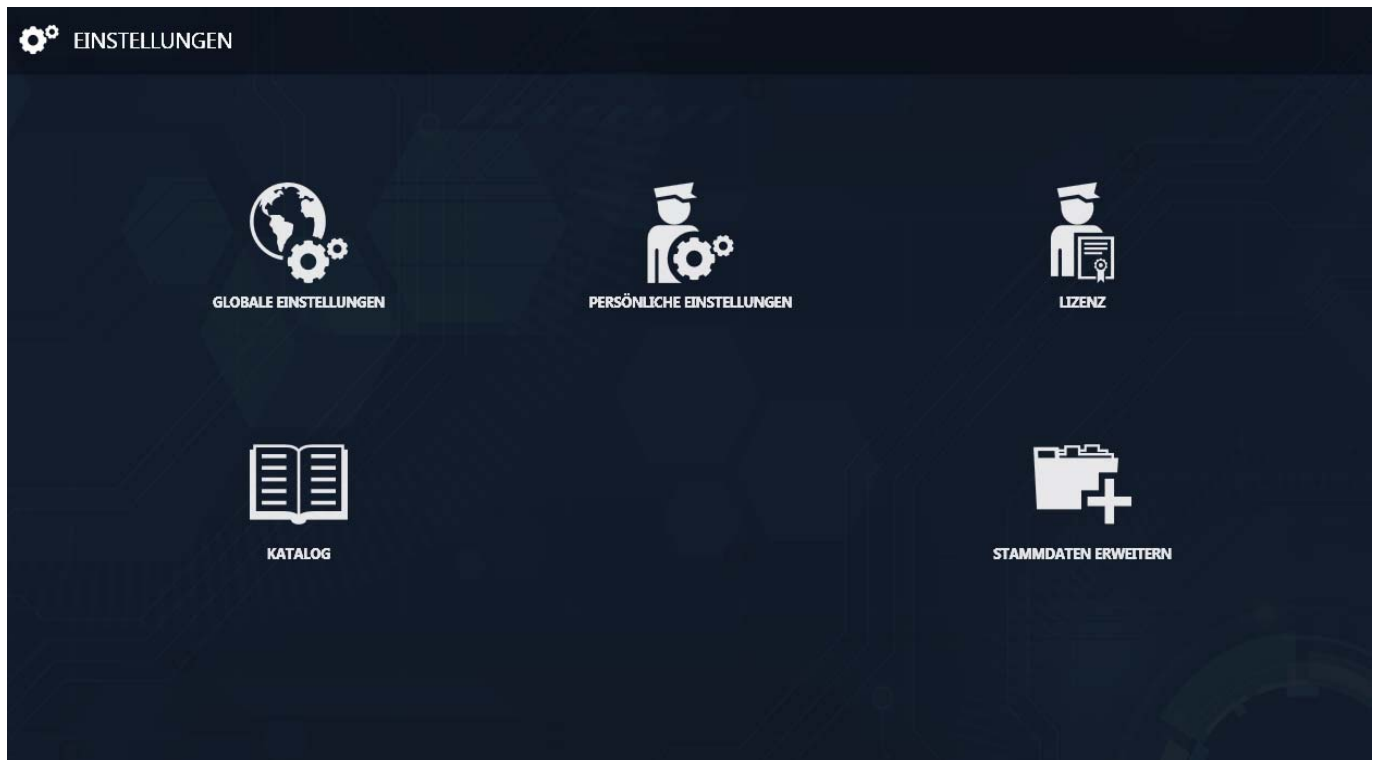 EINSTELLUNGEN
GLOBALE EINSTELLUNGEN
PERSÖNLICHE EINSTELLUNGEN
LIZENZ
KATALOG
STAMMDATEN ERWEITERN